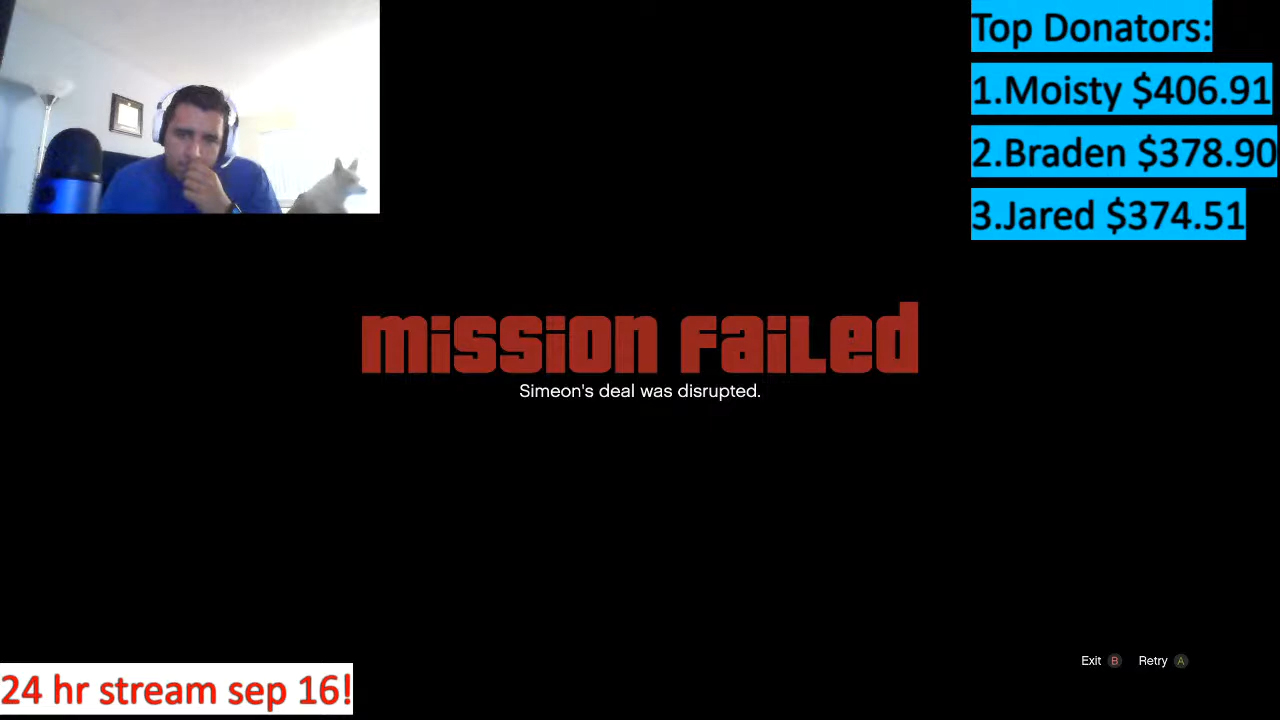 Top Donators:
1.Moisty $406.91
2.Braden $378.90
3.Jared $374.51
mission failed
Simeon's deal was disrupted.
Exit B Retry A
24 hr stream sep 16!